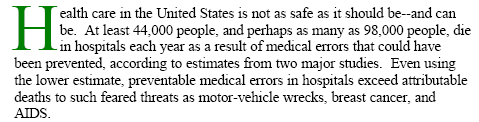 Health care in the United States is not as safe as it should be--and can
be.  At least 44,000 people, and perhaps as many as 98,000 people, die
in hospitals each year as a result of medical errors that could have
been prevented, according to estimates from two major studies.  Even using
the lower estimate, preventable medical errors in hospitals exceed attributable
deaths to such feared threats as motor-vehicle wrecks, breast cancer, and
AIDS.